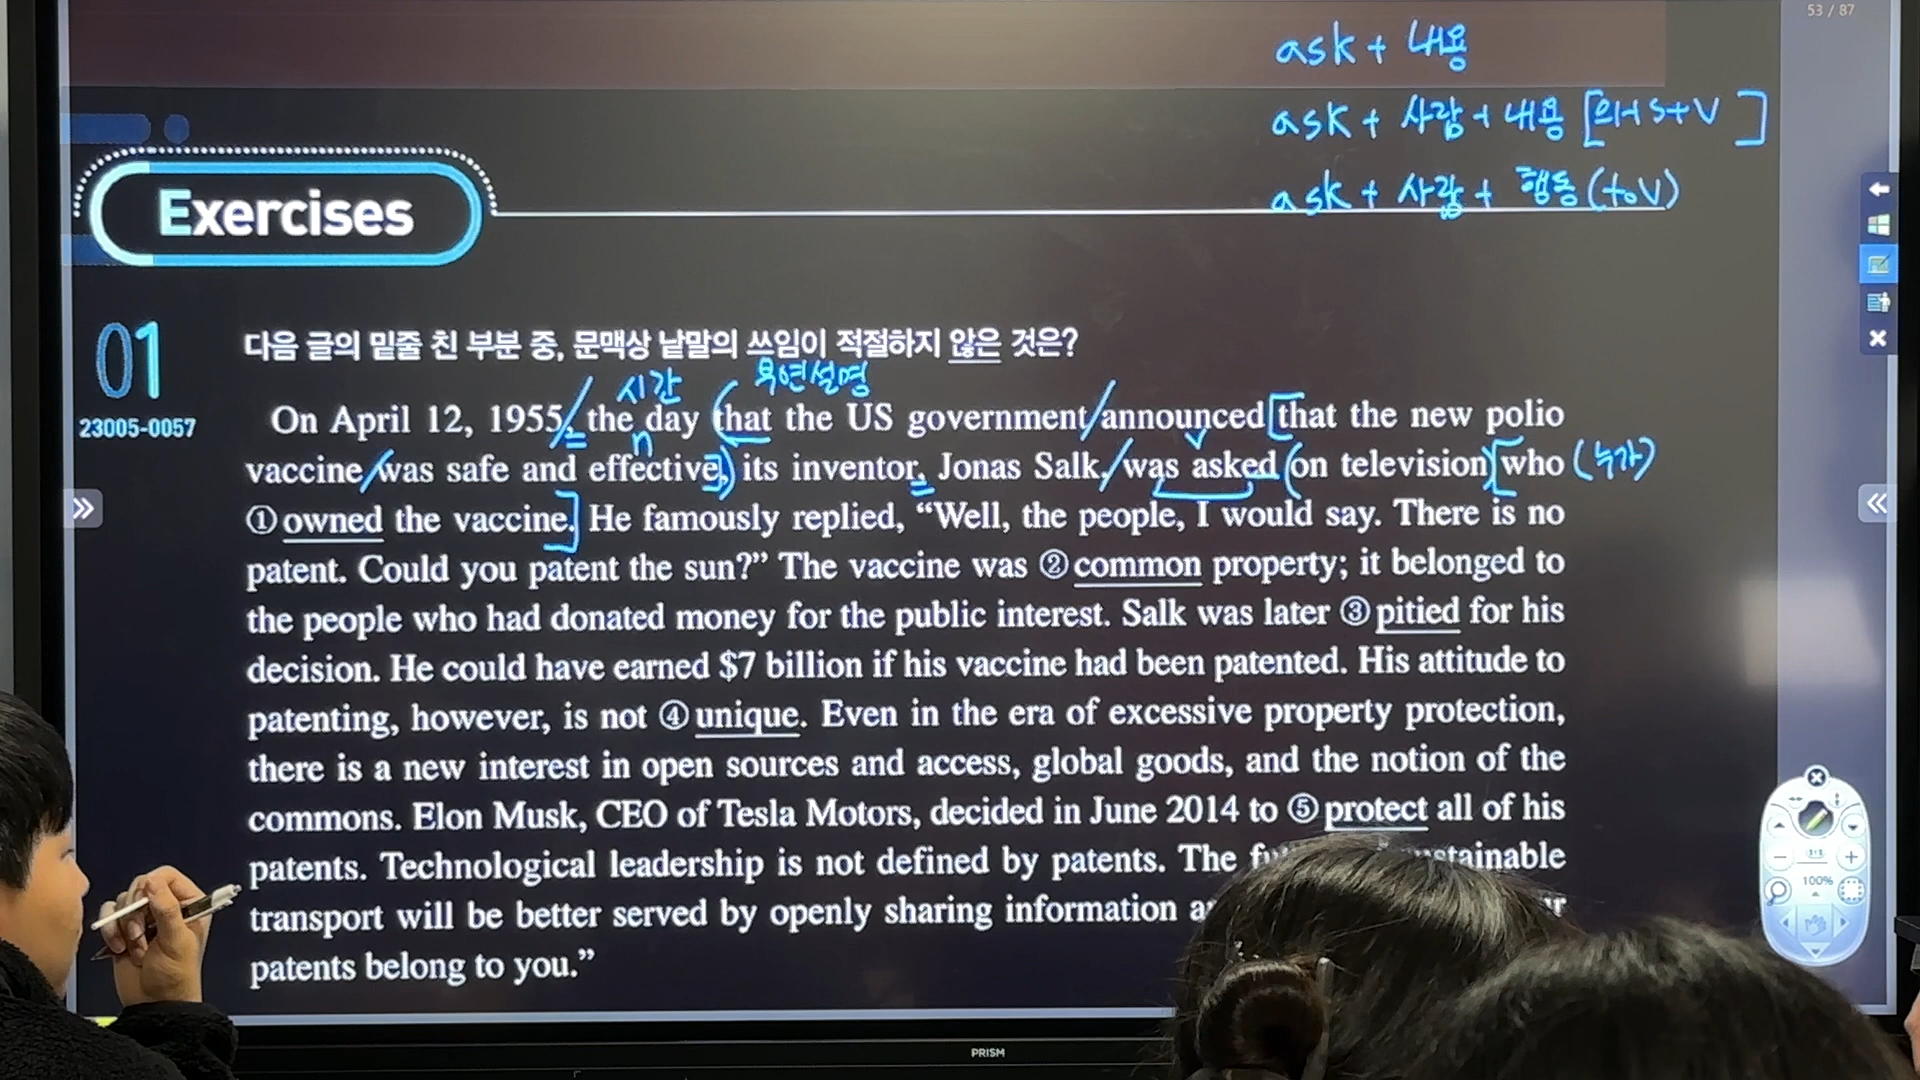 53 / 87
ask + 내용
ask + 사람 + 내용 [의 S+V ]
ask + 사람 + 행동 (to V)
Exercises
01
23005-0057
다음 글의 밑줄 친 부분 중, 문맥상 낱말의 쓰임이 적절하지 않은 것은?
시간
On April 12, 1955, the day that the US government announced that the new polio
n
v
vaccine was safe and effective, its inventor, Jonas Salk, was asked on television who (누가)
① owned the vaccine. He famously replied, “Well, the people, I would say. There is no
patent. Could you patent the sun?” The vaccine was ② common property; it belonged to
the people who had donated money for the public interest. Salk was later ③ pitied for his
decision. He could have earned $7 billion if his vaccine had been patented. His attitude to
patenting, however, is not ④ unique. Even in the era of excessive property protection,
there is a new interest in open sources and access, global goods, and the notion of the
commons. Elon Musk, CEO of Tesla Motors, decided in June 2014 to ⑤ protect all of his
patents. Technological leadership is not defined by patents. The
transport will be better served by openly sharing information
patents belong to you.”
100%
PRISM